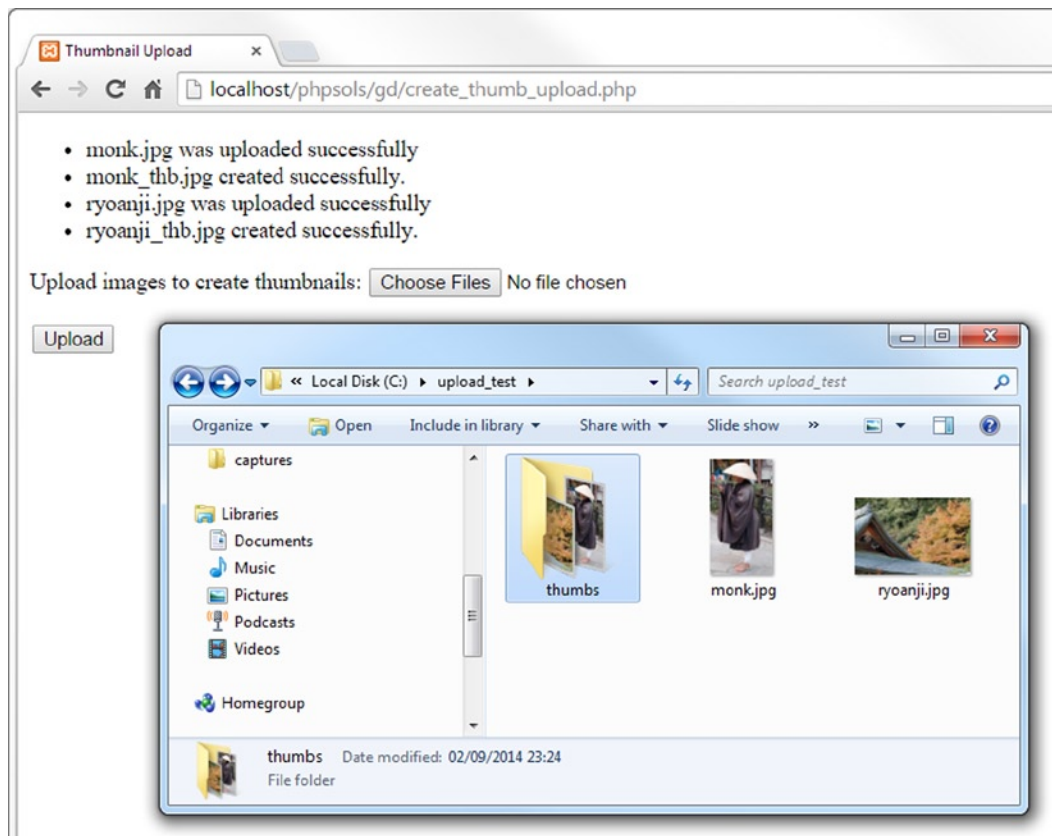 Thumbnail Upload
localhost/phpsols/gd/create_thumb_upload.php
• monk.jpg was uploaded successfully
• monk_thb.jpg created successfully.
• ryoanji.jpg was uploaded successfully
• ryoanji_thb.jpg created successfully.
Upload images to create thumbnails: Choose Files No file chosen
Upload
« Local Disk (C:) upload_test Search upload_test
Organize Open Include in library Share with Slide show »
captures
Libraries
Documents
Music
Pictures
Podcasts
Videos
Homegroup
thumbs
monk.jpg
ryoanji.jpg
thumbs Date modified: 02/09/2014 23:24
File folder